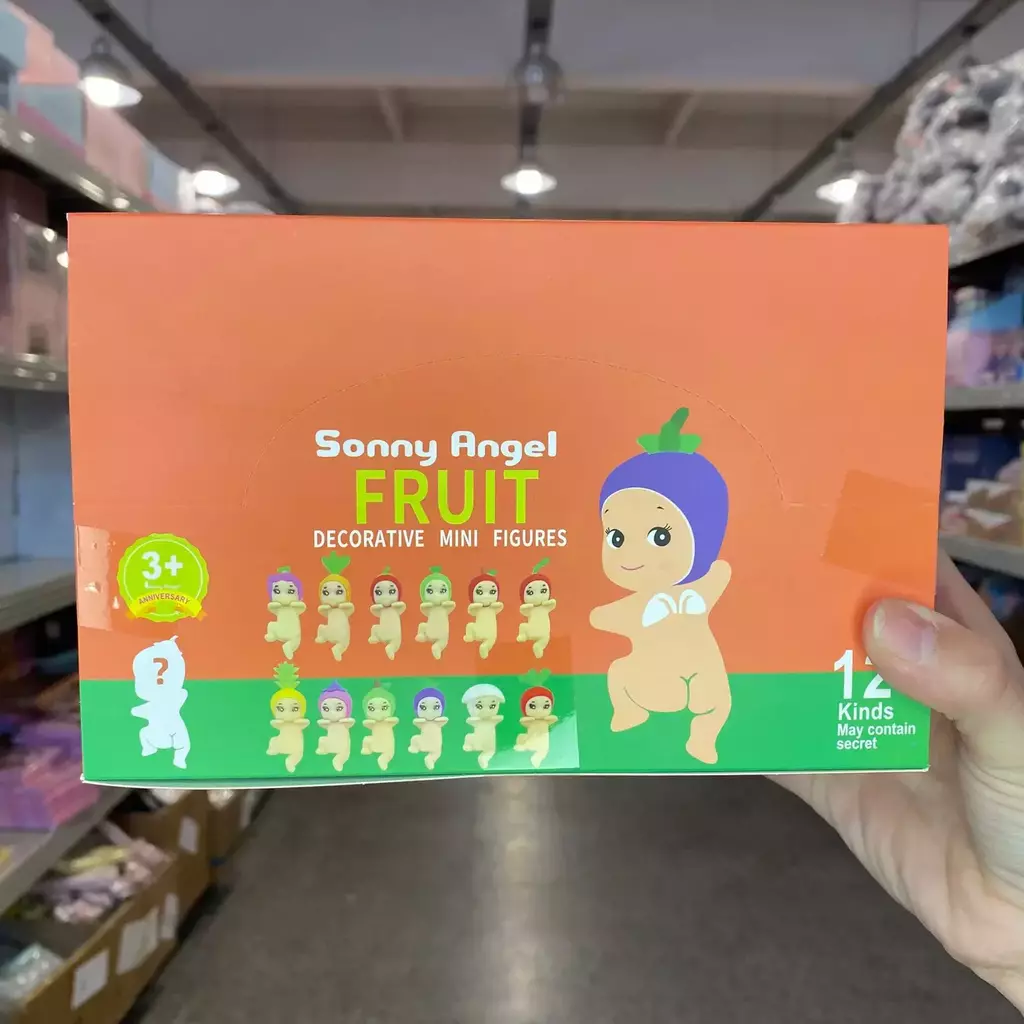 Sonny Angel
FRUIT
DECORATIVE MINI FIGURES
3+
ANNIVERSARY
?
12
Kinds
May contain
secret